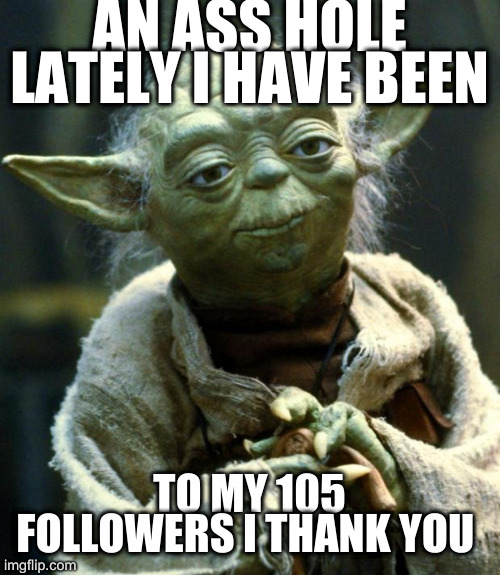 AN ASS HOLE
LATELY I HAVE BEEN
TO MY 105
FOLLOWERS I THANK YOU
imgflip.com